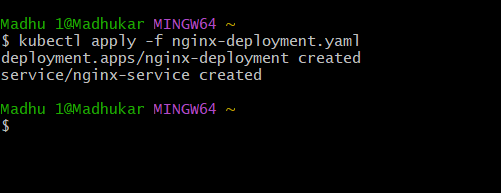 Madhu 1@Madhukar MINGW64 ~
$ kubectl apply -f nginx-deployment.yaml
deployment.apps/nginx-deployment created
service/nginx-service created
Madhu 1@Madhukar MINGW64 ~
$